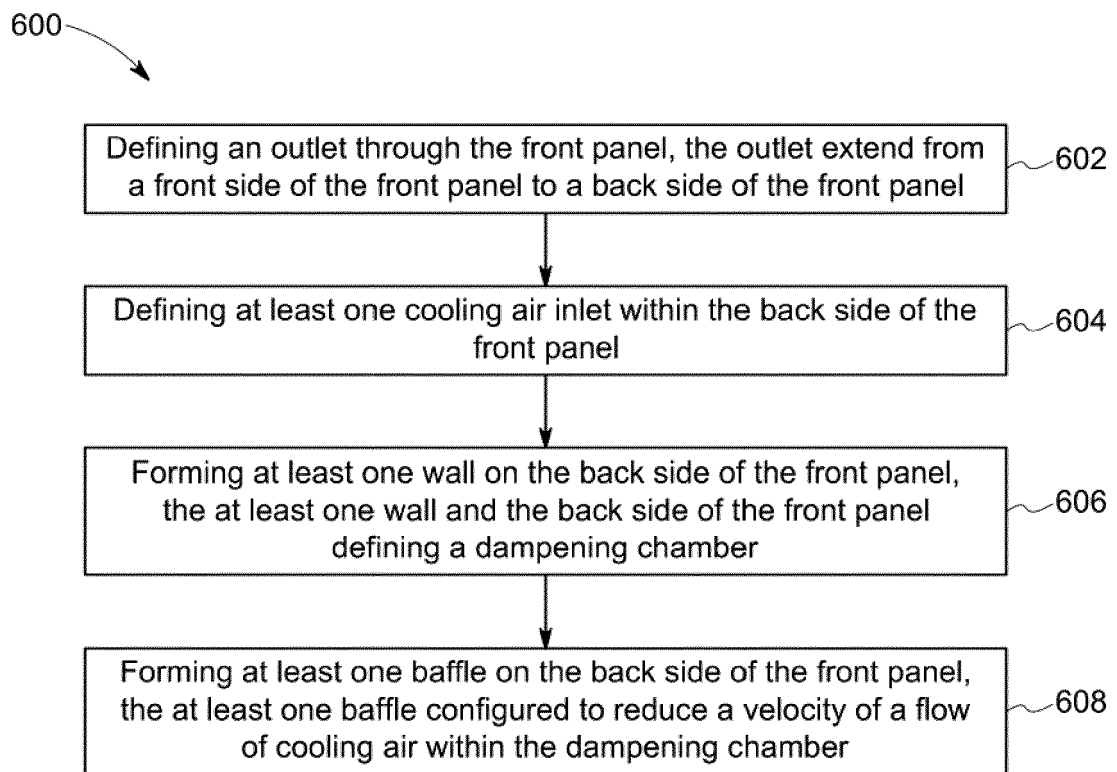 600
Defining an outlet through the front panel, the outlet extend from
a front side of the front panel to a back side of the front panel
602
Defining at least one cooling air inlet within the back side of the
front panel
604
Forming at least one wall on the back side of the front panel,
the at least one wall and the back side of the front panel
defining a dampening chamber
606
Forming at least one baffle on the back side of the front panel,
the at least one baffle configured to reduce a velocity of a flow
of cooling air within the dampening chamber
608